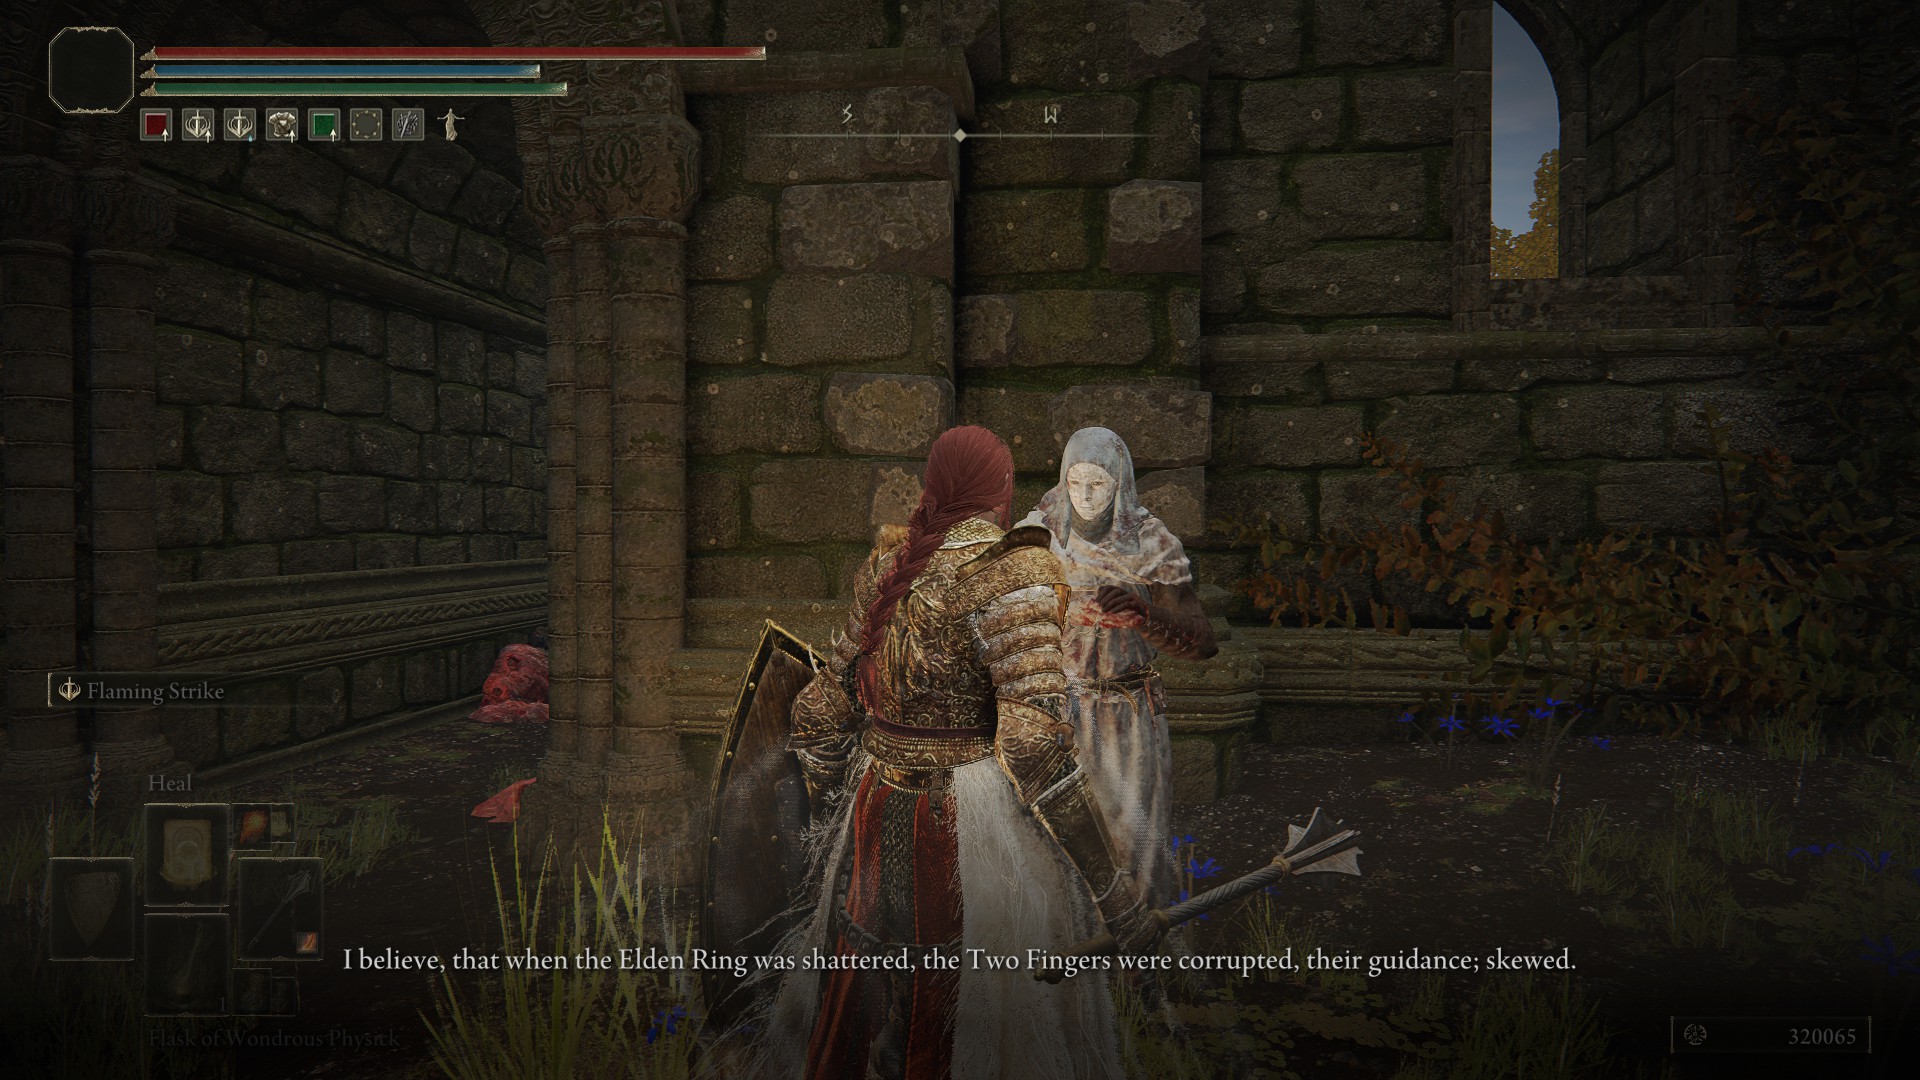 S W
Flaming Strike
Heal
I believe, that when the Elden Ring was shattered, the Two Fingers were corrupted, their guidance; skewed.
1
Flask of Wondrous Physick
320065